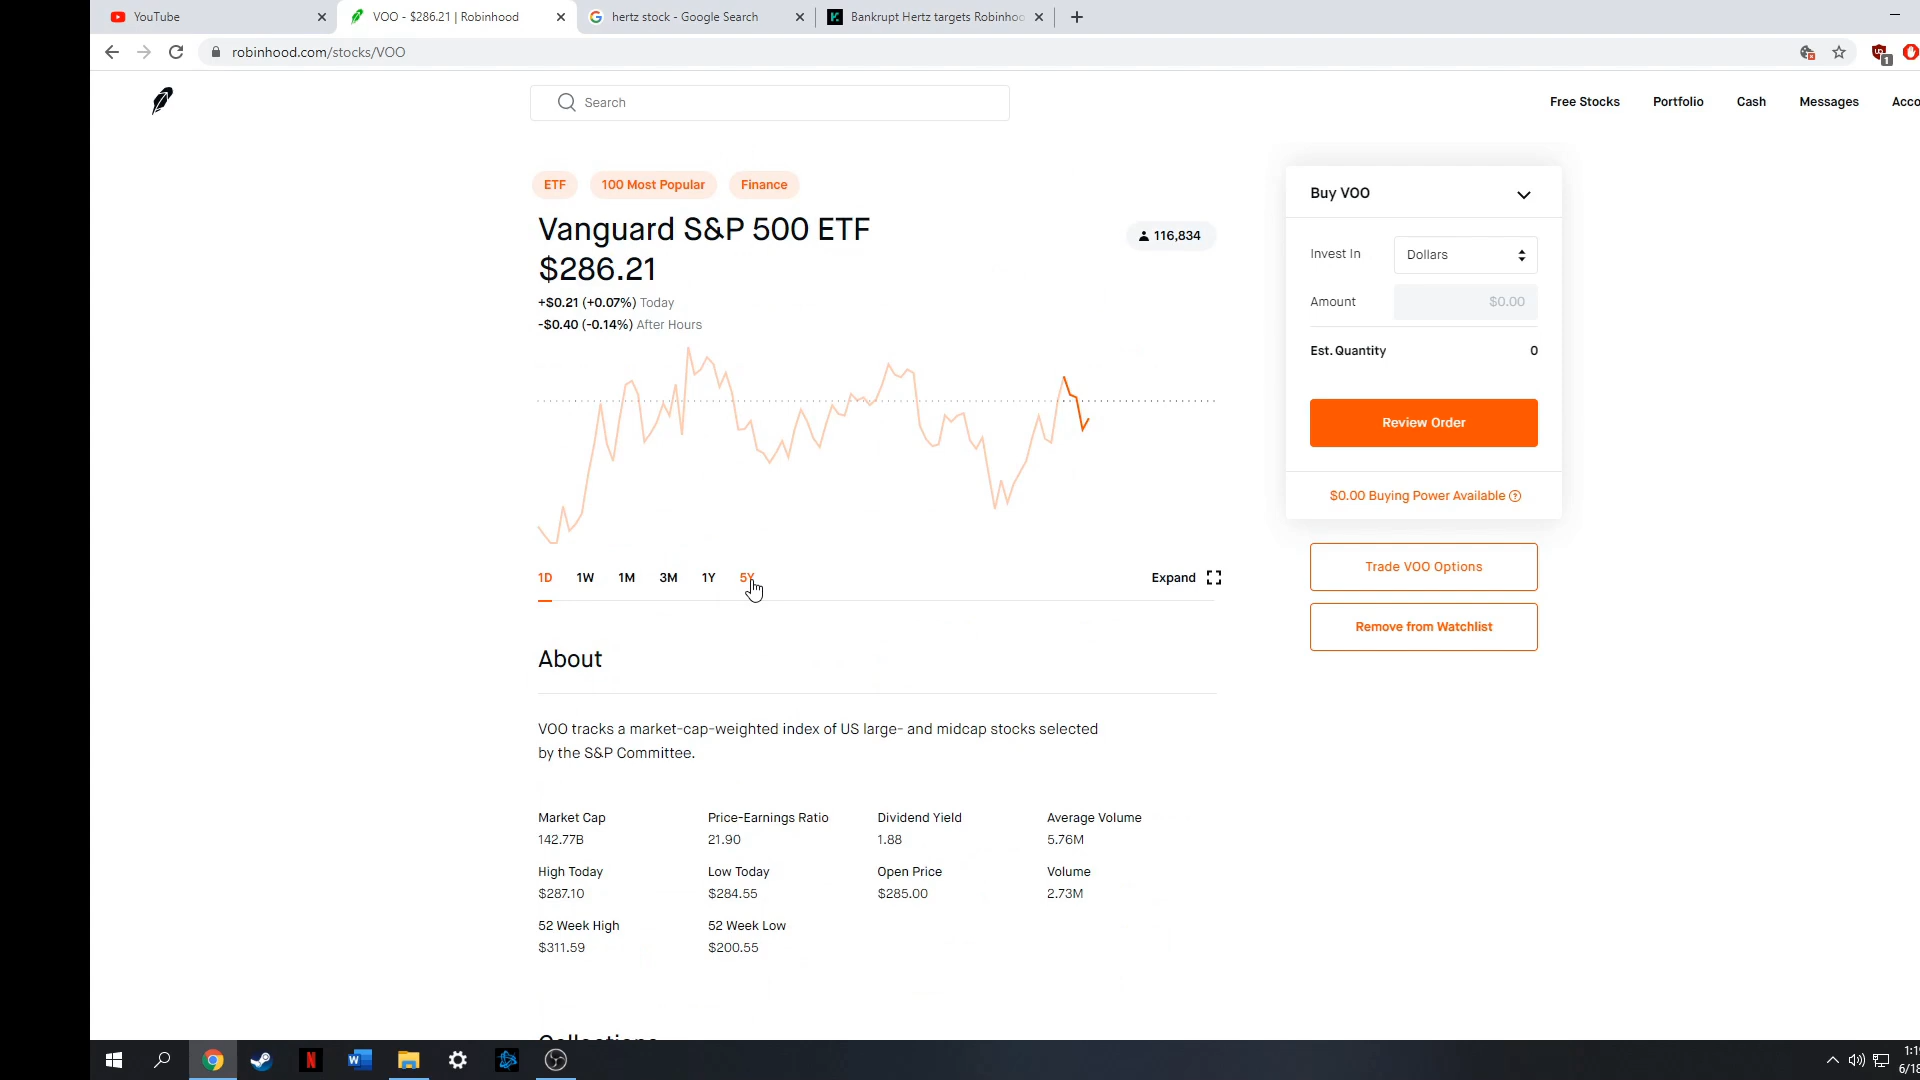 YouTube
VOO - $286.21 | Robinhood
hertz stock - Google Search
Bankrupt Hertz targets Robinhoo
robinhood.com/stocks/VOO
1
Search
Free Stocks
Portfolio
Cash
Messages
Acco
ETF
100 Most Popular
Finance
Vanguard S&P 500 ETF
$286.21
116,834
+$0.21 (+0.07%) Today
-$0.40 (-0.14%) After Hours
Buy VOO
Invest In
Dollars
Amount
$0.00
Est. Quantity
0
Review Order
$0.00 Buying Power Available
Trade VOO Options
Remove from Watchlist
1D
1W
1M
3M
1Y
5Y
Expand
About
VOO tracks a market-cap-weighted index of US large- and midcap stocks selected
by the S&P Committee.
Market Cap
142.77B
Price-Earnings Ratio
21.90
Dividend Yield
1.88
Average Volume
5.76M
High Today
$287.10
Low Today
$284.55
Open Price
$285.00
Volume
2.73M
52 Week High
$311.59
52 Week Low
$200.55
Collections